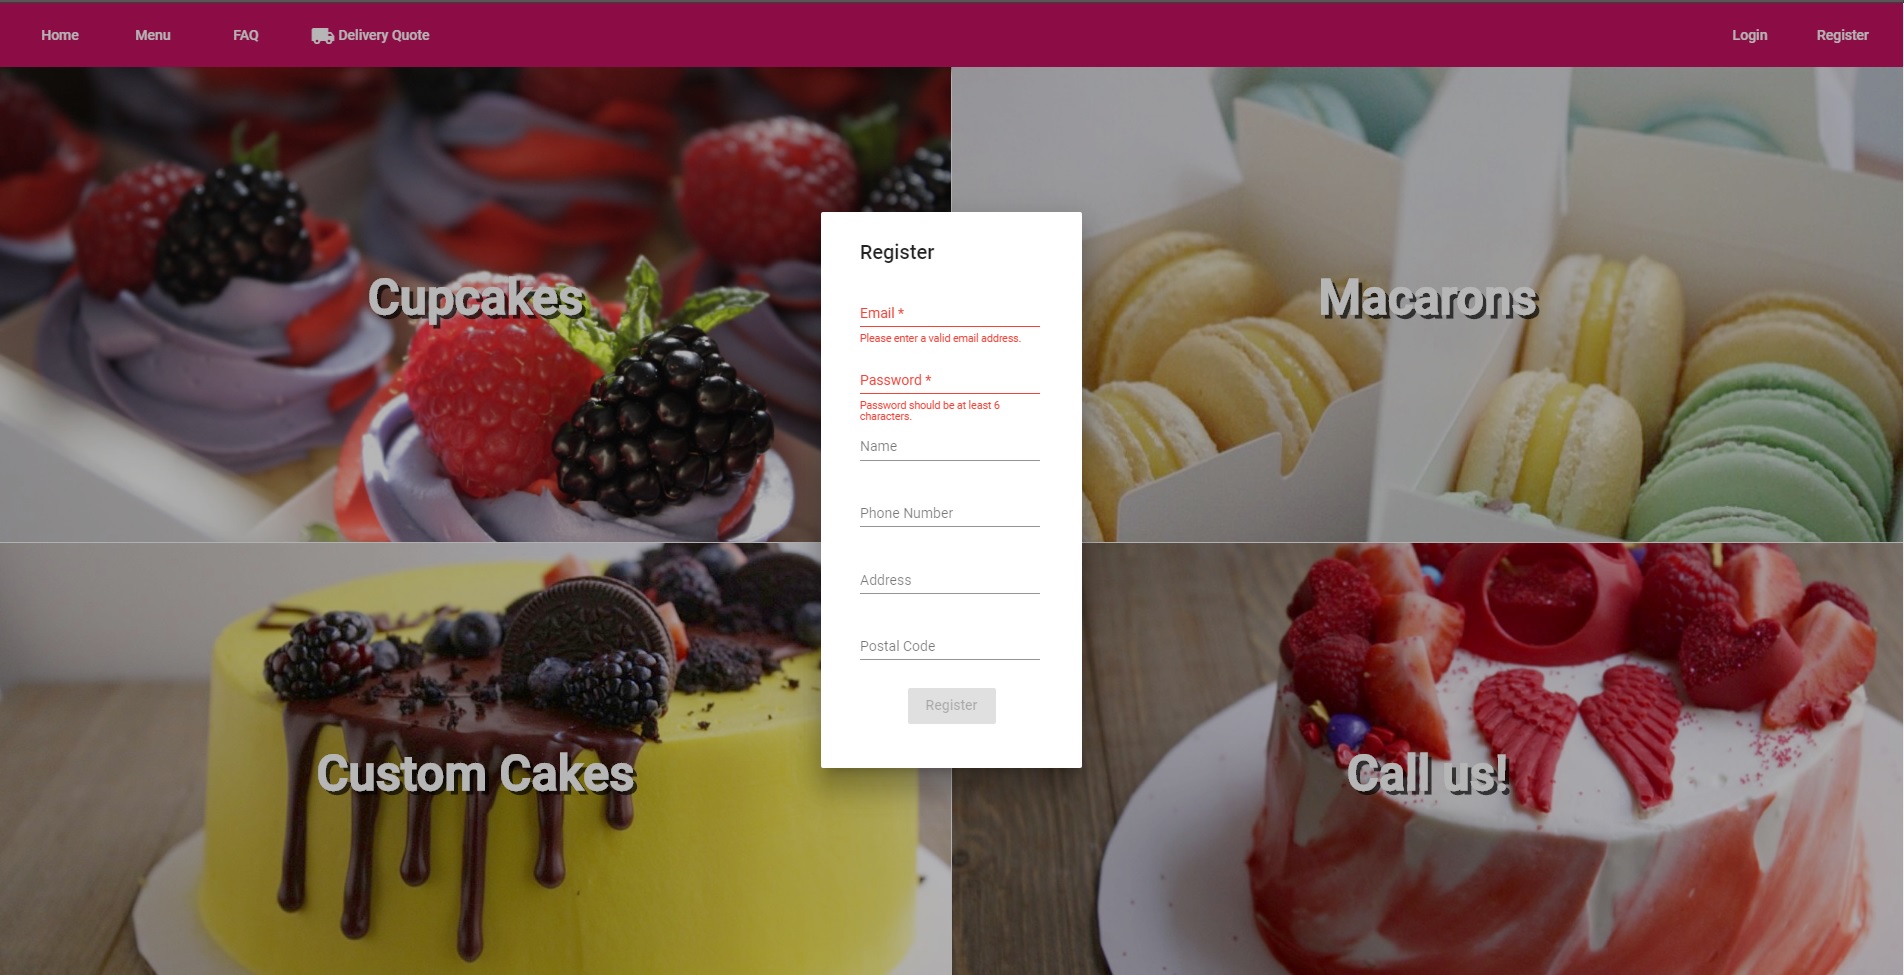 Home Menu FAQ Delivery Quote Login Register
Cupcakes
Macarons
Custom Cakes
Call us!
Register
Email *
Please enter a valid email address.
Password *
Password should be at least 6
characters.
Name
Phone Number
Address
Postal Code
Register